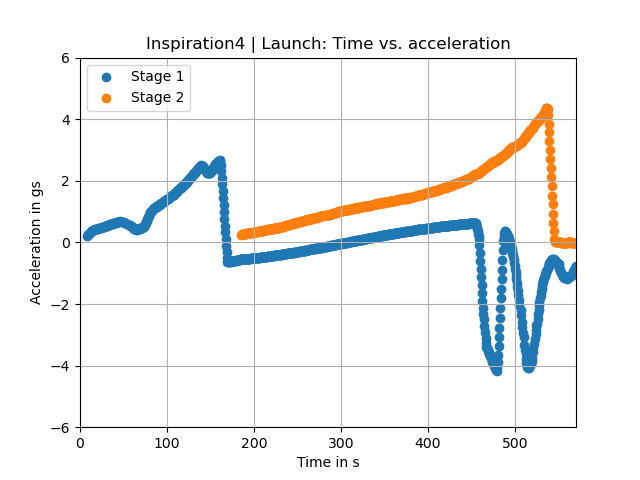 Inspiration4 | Launch: Time vs. acceleration
Stage 1
Stage 2
Acceleration in gs
6
4
2
0
−2
−4
−6
0 100 200 300 400 500
Time in s